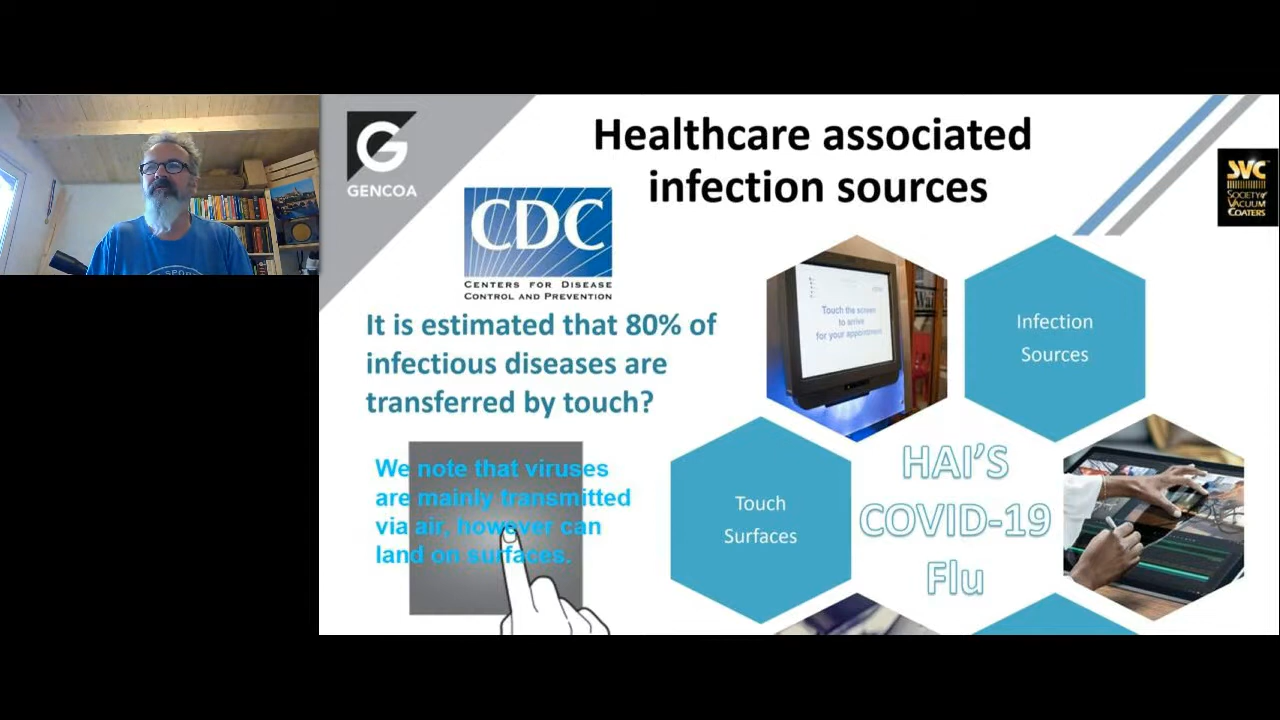 G
GENCOA
Healthcare associated
infection sources
SVC
SOCIETY OF
VACUUM
COATERS
CDC
CENTERS FOR DISEASE
CONTROL AND PREVENTION
It is estimated that 80% of
infectious diseases are
transferred by touch?
Touch the screen
to arrive
for your appointment
Infection
Sources
We note that viruses
are mainly transmitted
via air, however can
land on surfaces.
Touch
Surfaces
HAI'S
COVID-19
Flu